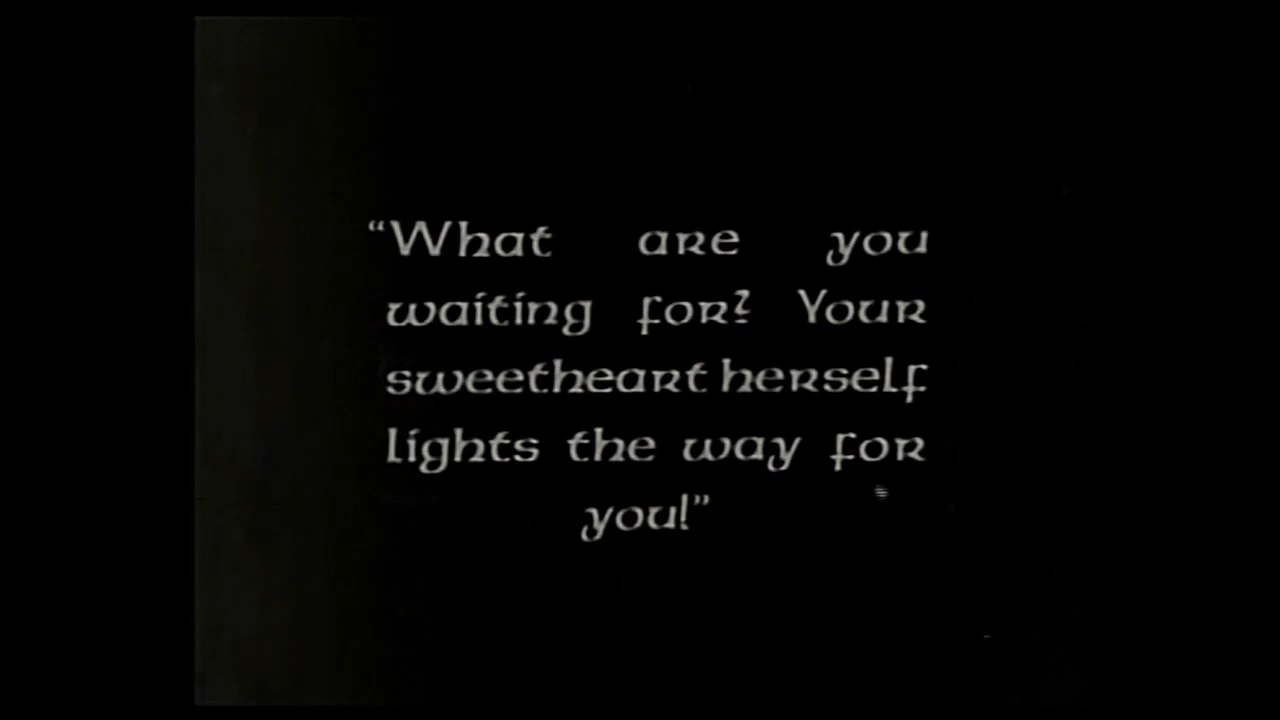 “What are you
waiting for? Your
sweetheart herself
lights the way for
you!”